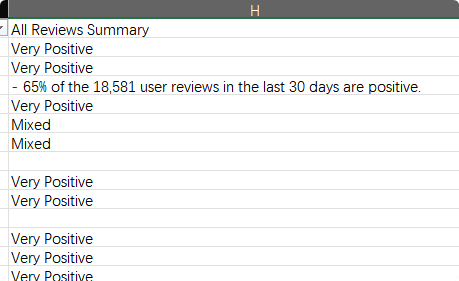 H
All Reviews Summary
Very Positive
Very Positive
- 65% of the 18,581 user reviews in the last 30 days are positive.
Very Positive
Mixed
Mixed
Very Positive
Very Positive
Very Positive
Very Positive
Very Positive